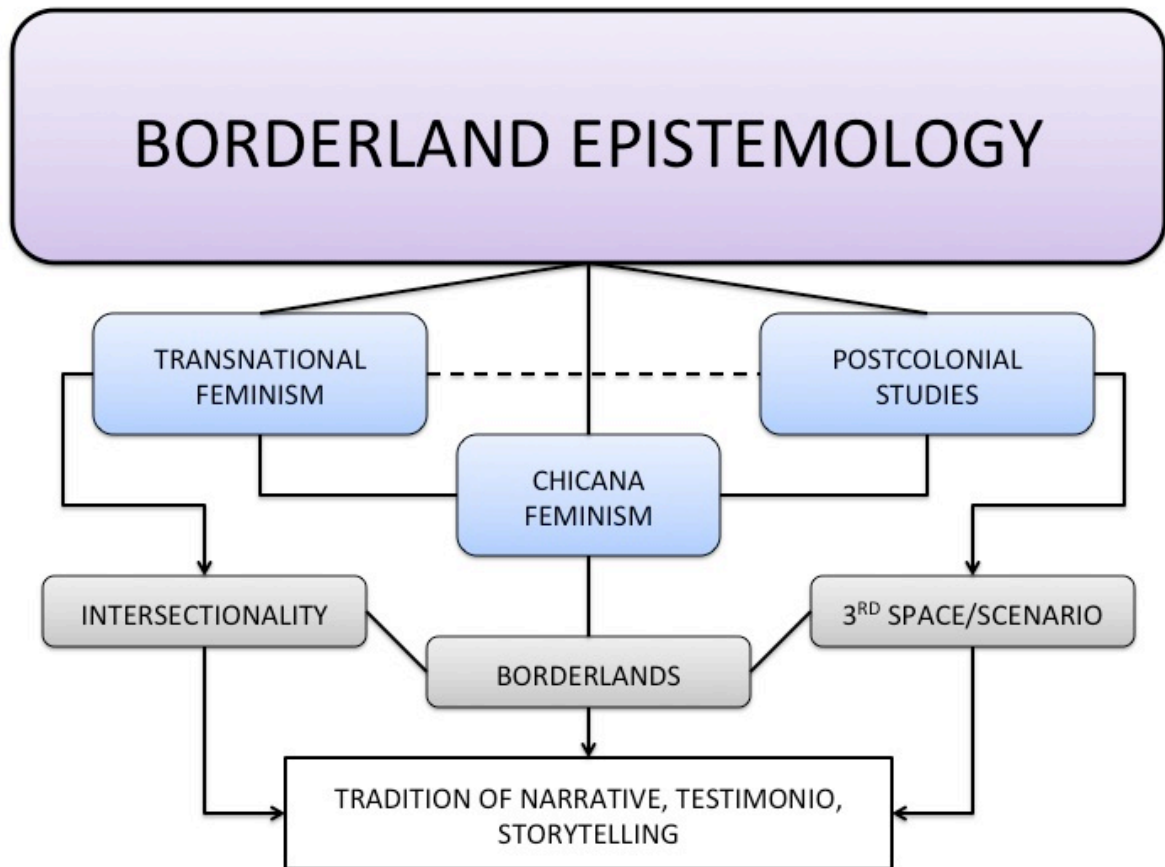 BORDERLAND EPISTEMOLOGY
TRANSNATIONAL
FEMINISM
POSTCOLONIAL
STUDIES
CHICANA
FEMINISM
INTERSECTIONALITY
3RD SPACE/SCENARIO
BORDERLANDS
TRADITION OF NARRATIVE, TESTIMONIO,
STORYTELLING